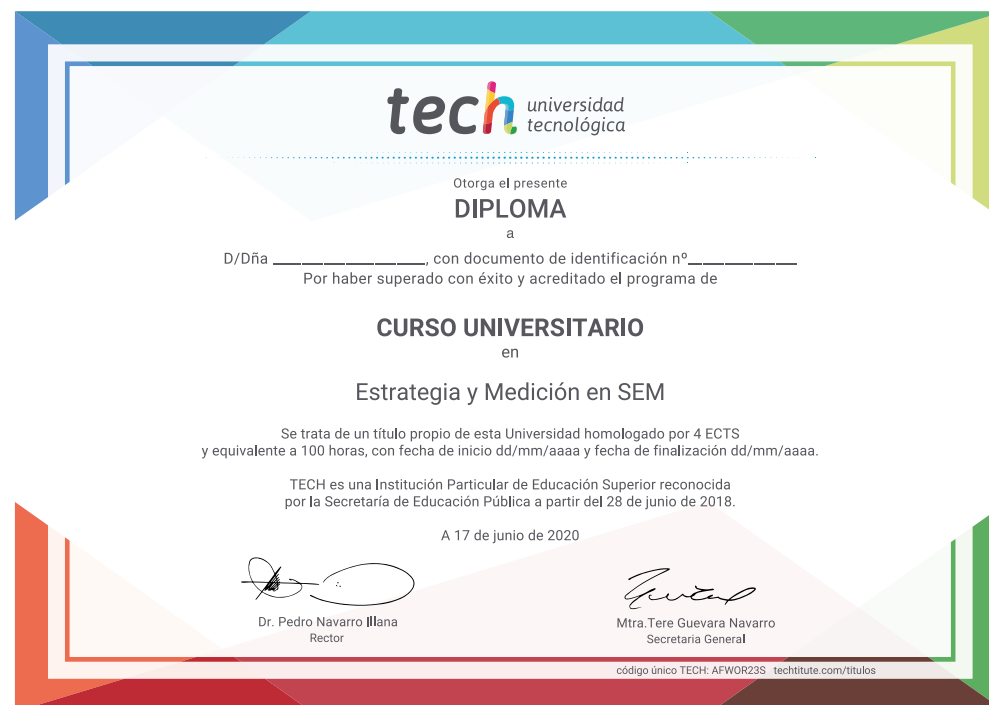 tech universidad
tecnológica
Otorga el presente
DIPLOMA
a
D/Dña ____________________, con documento de identificación nº______________
Por haber superado con éxito y acreditado el programa de
CURSO UNIVERSITARIO
en
Estrategia y Medición en SEM
Se trata de un título propio de esta Universidad homologado por 4 ECTS
y equivalente a 100 horas, con fecha de inicio dd/mm/aaaa y fecha de finalización dd/mm/aaaa.
TECH es una Institución Particular de Educación Superior reconocida
por la Secretaría de Educación Pública a partir del 28 de junio de 2018.
A 17 de junio de 2020
Dr. Pedro Navarro Illana
Rector
Mtra.Tere Guevara Navarro
Secretaria General
código único TECH: AFWOR23S techtitute.com/titulos